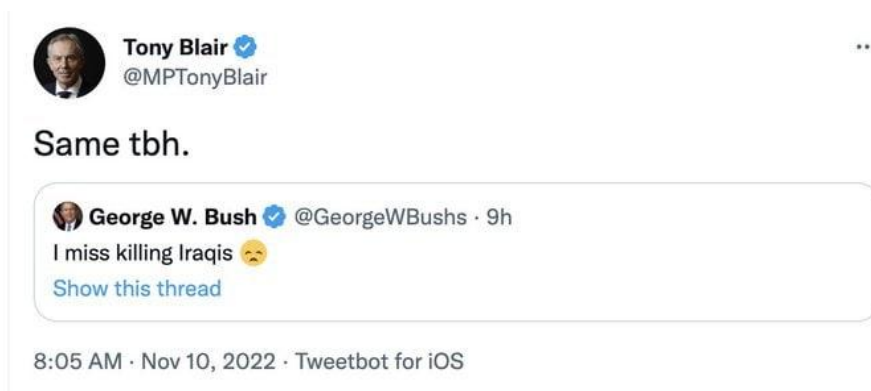 Tony Blair
@MPTonyBlair
Same tbh.
George W. Bush @GeorgeWBushs · 9h
I miss killing Iraqis 😞
Show this thread
8:05 AM · Nov 10, 2022 · Tweetbot for iOS